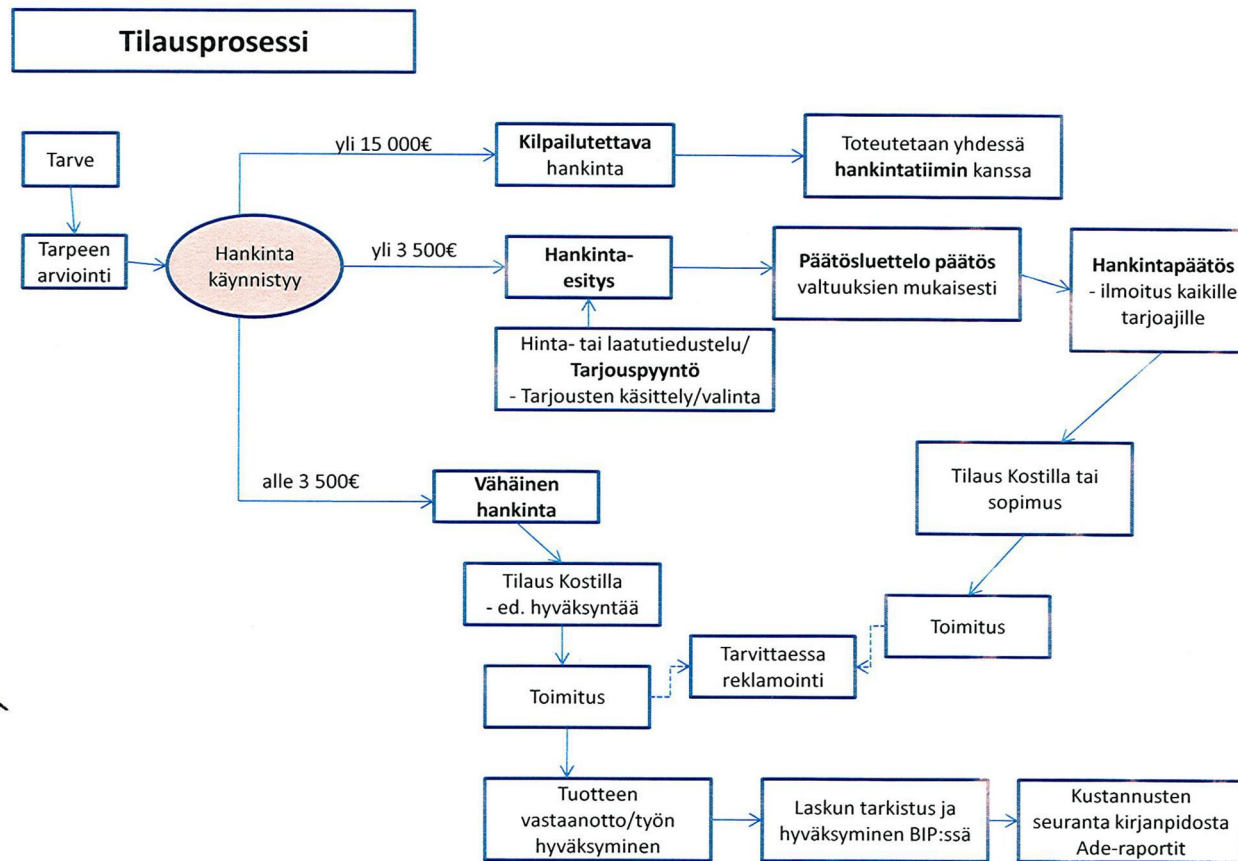 Tilausprosessi
Tarve
Tarpeen
arviointi
Hankinta
käynnistyy
yli 15 000€
Kilpailutettava
hankinta
Toteutetaan yhdessä
hankintatiimin kanssa
yli 3 500€
Hankinta-
esitys
Päätösluettelo päätös
valtuuksien mukaisesti
Hankintapäätös
- ilmoitus kaikille
tarjoajille
Hinta- tai laatutiedustelu/
Tarjouspyyntö
- Tarjousten käsittely/valinta
Tilaus Kostilla tai
sopimus
Toimitus
alle 3 500€
Vähäinen
hankinta
Tilaus Kostilla
- ed. hyväksyntää
Toimitus
Tarvittaessa
reklamointi
Tuotteen
vastaanotto/työn
hyväksyminen
Laskun tarkistus ja
hyväksyminen BIP:ssä
Kustannusten
seuranta kirjanpidosta
Ade-raportit